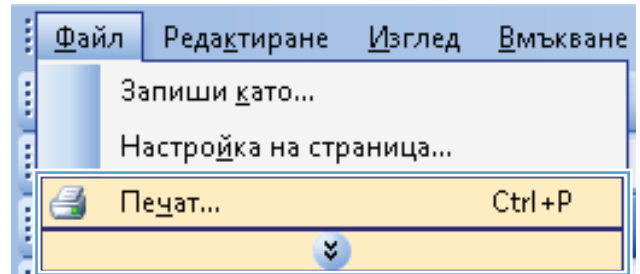 Файл Редактиране Изглед Вмъкване
Запиши като...
Настройка на страница...
Печат... Ctrl+P